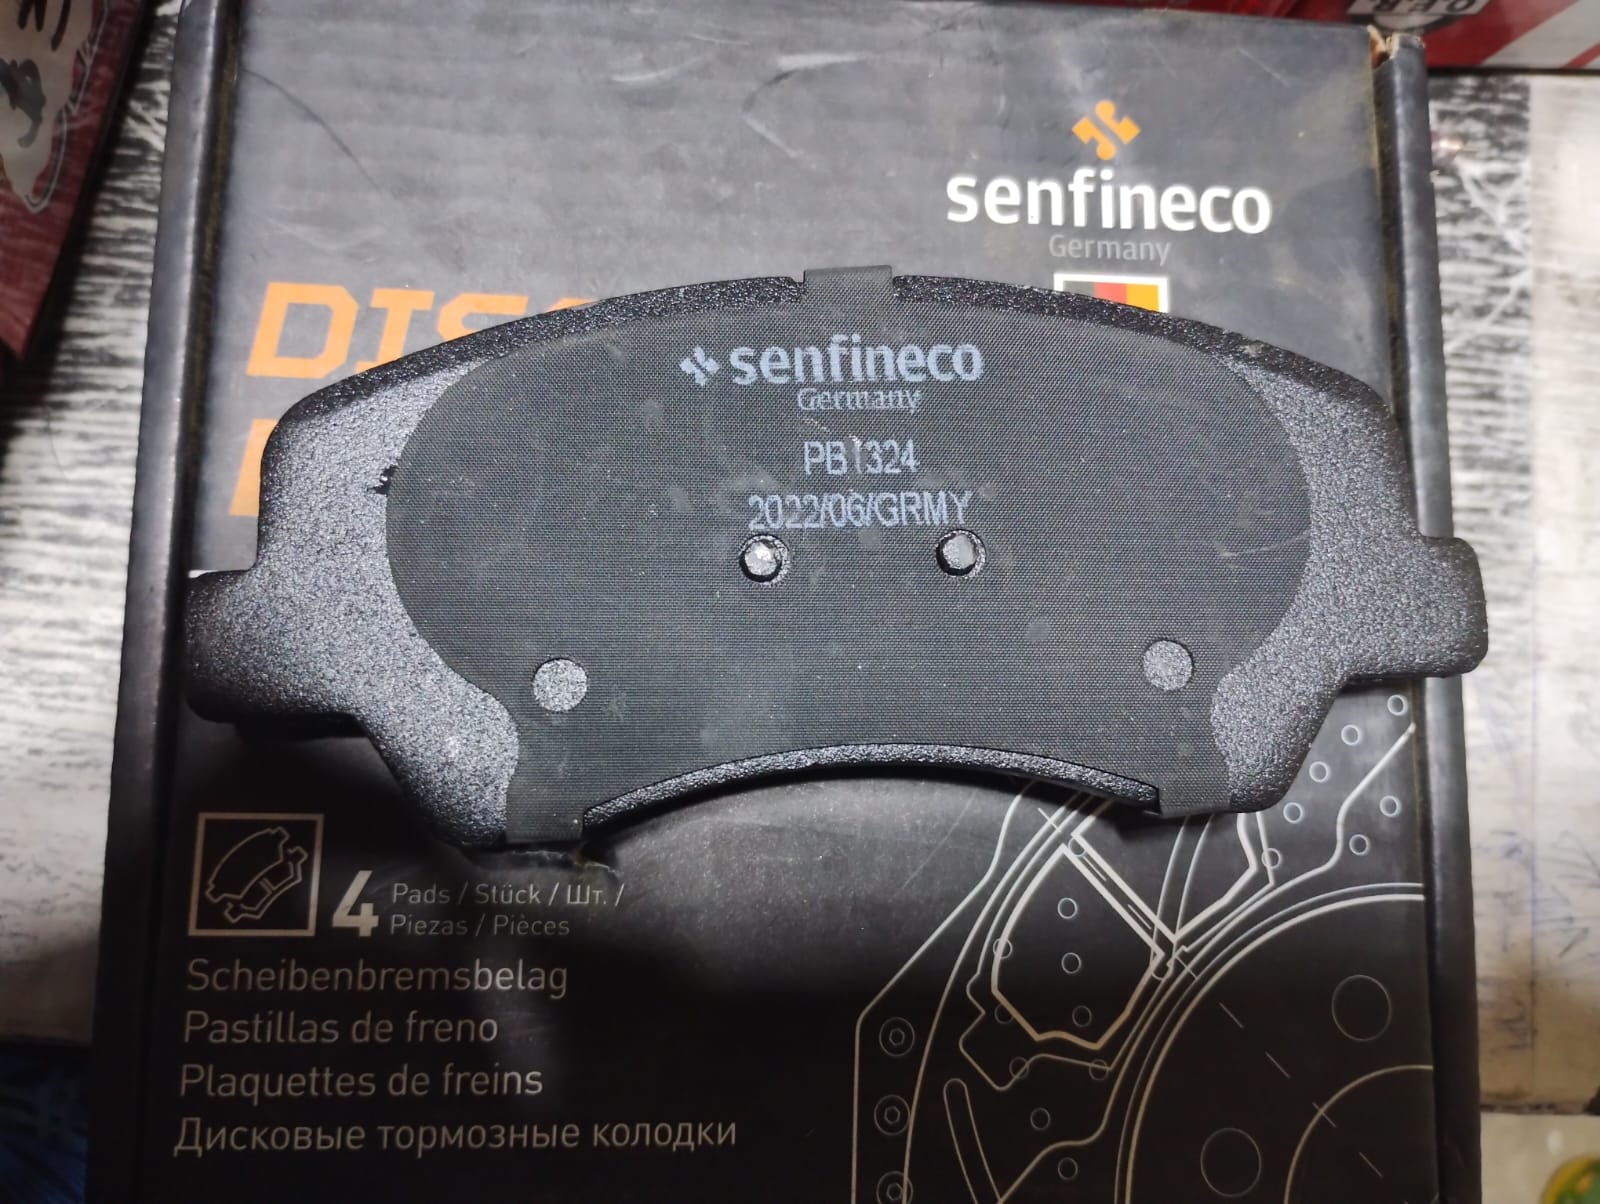 senfineco
Germany
DISC
senfineco
Germany
PB1324
2022/06/GRMY
4 Pads / Stück / Шт. /
Piezas / Pièces
Scheibenbremsbelag
Pastillas de freno
Plaquettes de freins
Дисковые тормозные колодки